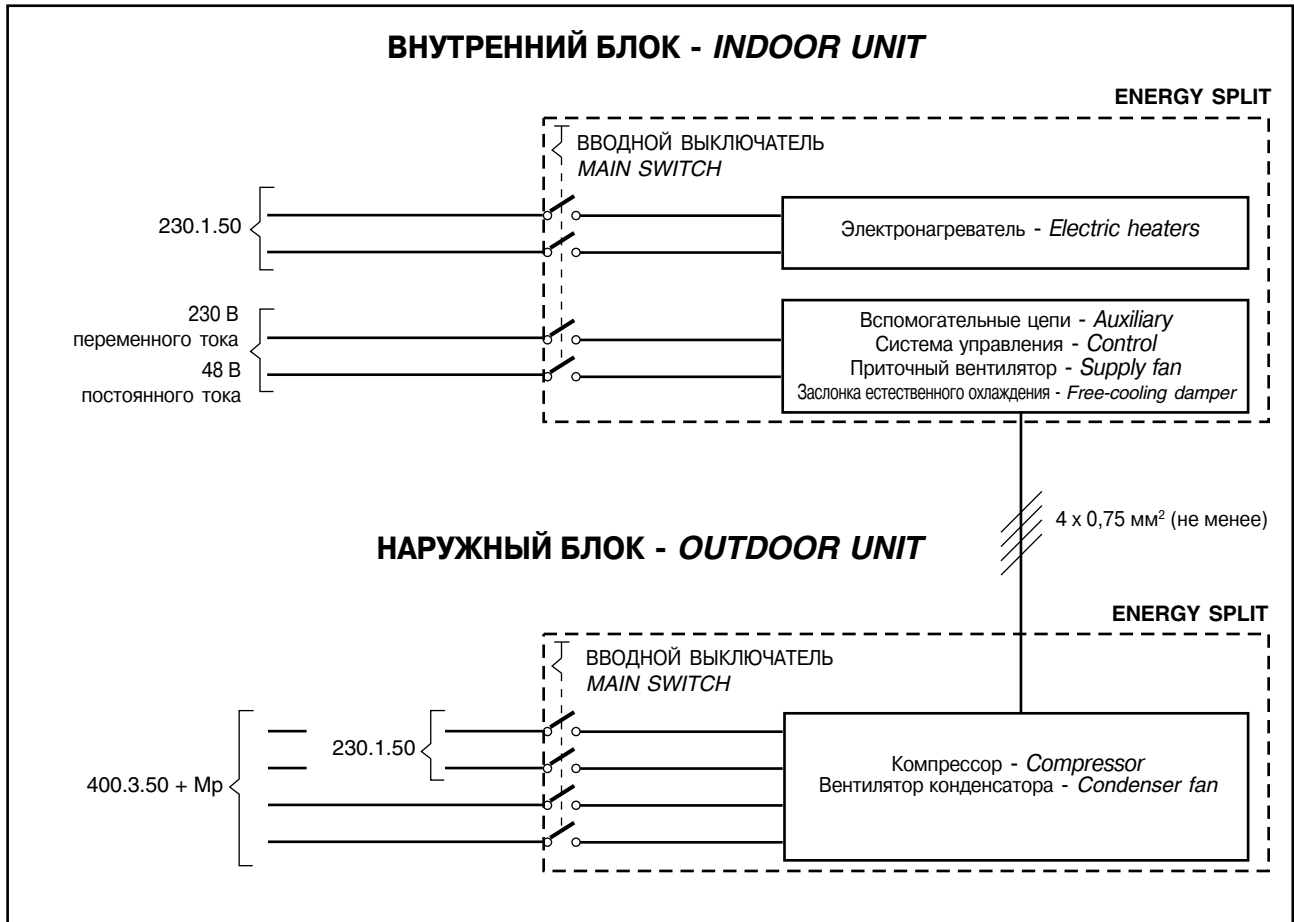 ВНУТРЕННИЙ БЛОК - INDOOR UNIT
ENERGY SPLIT
ВВОДНОЙ ВЫКЛЮЧАТЕЛЬ
MAIN SWITCH
230.1.50
Электронагреватель - Electric heaters
230 В
переменного тока
48 В
постоянного тока
Вспомогательные цепи - Auxiliary
Система управления - Control
Приточный вентилятор - Supply fan
Заслонка естественного охлаждения - Free-cooling damper
4 x 0,75 мм² (не менее)
НАРУЖНЫЙ БЛОК - OUTDOOR UNIT
ENERGY SPLIT
ВВОДНОЙ ВЫКЛЮЧАТЕЛЬ
MAIN SWITCH
230.1.50
400.3.50 + Mp
Компрессор - Compressor
Вентилятор конденсатора - Condenser fan